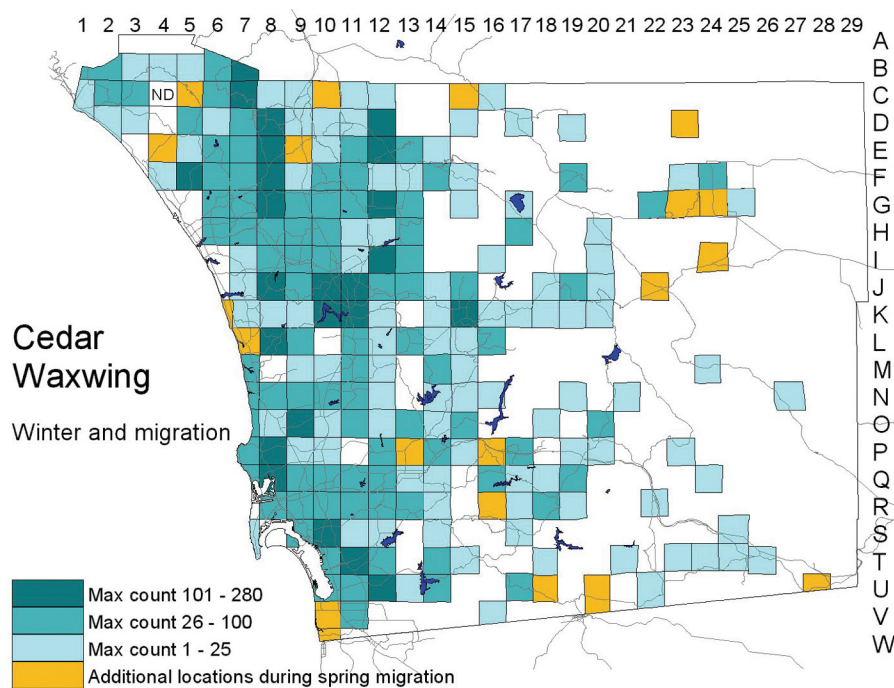 1 2 3 4 5 6 7 8 9 10 11 12 13 14 15 16 17 18 19 20 21 22 23 24 25 26 27 28 29
A
B
C
ND
D
E
F
G
H
I
J
K
L
M
N
O
P
Q
R
S
T
U
V
W
Cedar
Waxwing
Winter and migration
Max count 101 - 280
Max count 26 - 100
Max count 1 - 25
Additional locations during spring migration